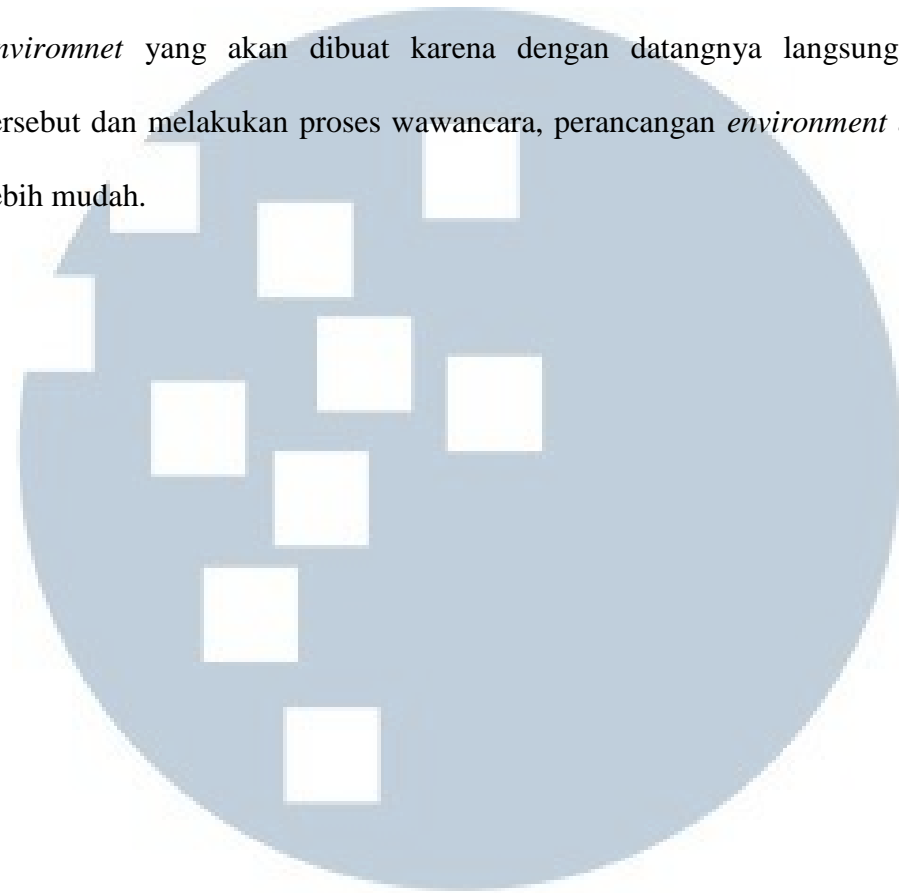 nviromnet yang akan dibuat karena dengan datangnya langsung
ersebut dan melakukan proses wawancara, perancangan environment
ebih mudah.